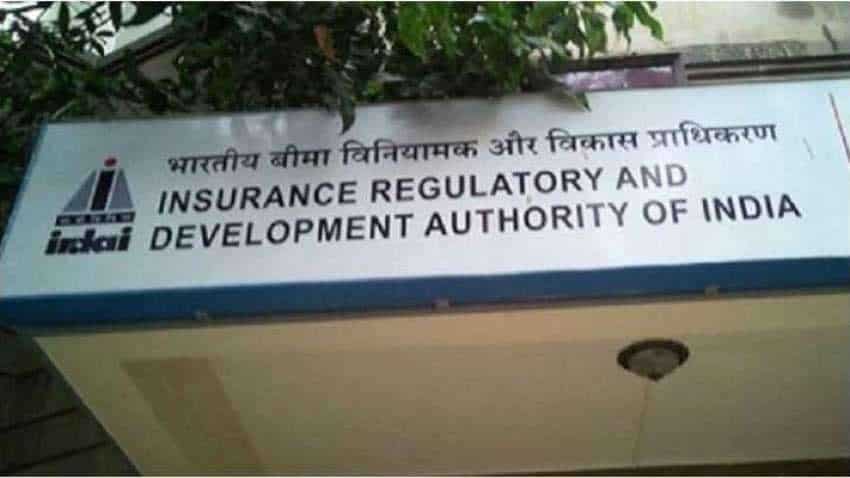 भारतीय बीमा विनियामक और विकास प्राधिकरण
INSURANCE REGULATORY AND
DEVELOPMENT AUTHORITY OF INDIA
irdai